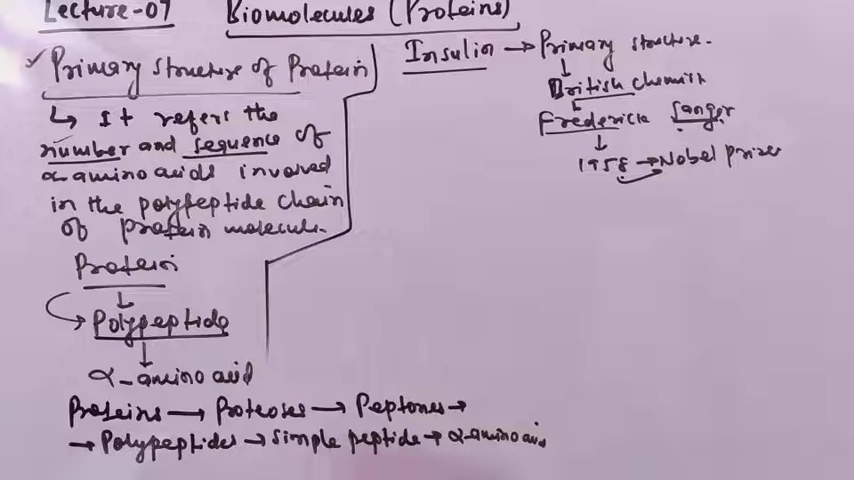 Lecture-07 Biomolecules (Proteins)
Primary structure of Protein
↳ It refers the
number and sequence of
α-amino acids involved
in the polypeptide chain
of protein molecule.
Protein
↓
Polypeptide
↓
α-amino acid
Proteins → Proteoses → Peptones →
→ Polypeptides → Simple peptide → α-amino acid
Insulin → Primary structure.
↓
British chemist
↓
Frederick Sanger
↓
1958 → Nobel prizes